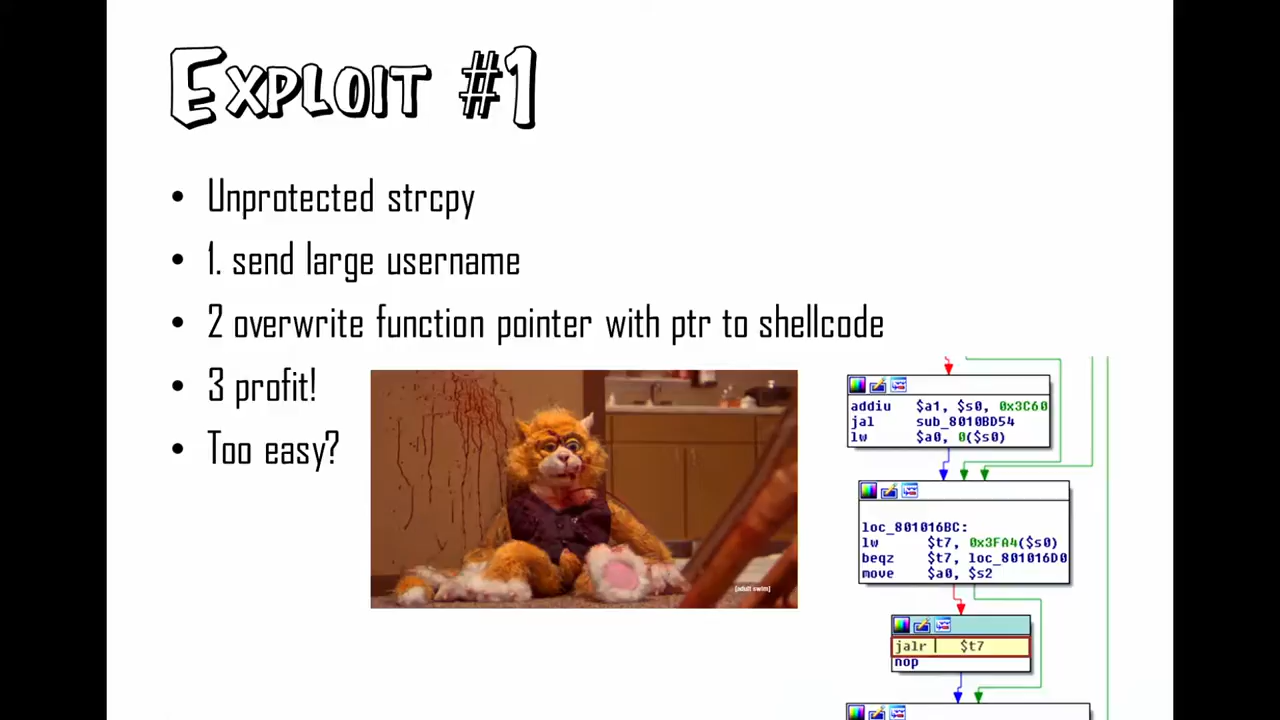 EXPLOIT #1
• Unprotected strcpy
• 1. send large username
• 2 overwrite function pointer with ptr to shellcode
• 3 profit!
• Too easy?
[adult swim]
addiu $a1, $s0, 0x3C60
jal sub_8010BD54
lw $a0, 0($s0)
loc_801016BC:
lw $t7, 0x3FA4($s0)
beqz $t7, loc_801016D0
move $a0, $s2
jalr $t7
nop